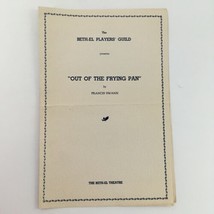 The
BETH-EL PLAYERS' GUILD
presents
"OUT OF THE FRYING PAN"
by
FRANCIS SWANN
THE BETH-EL THEATRE